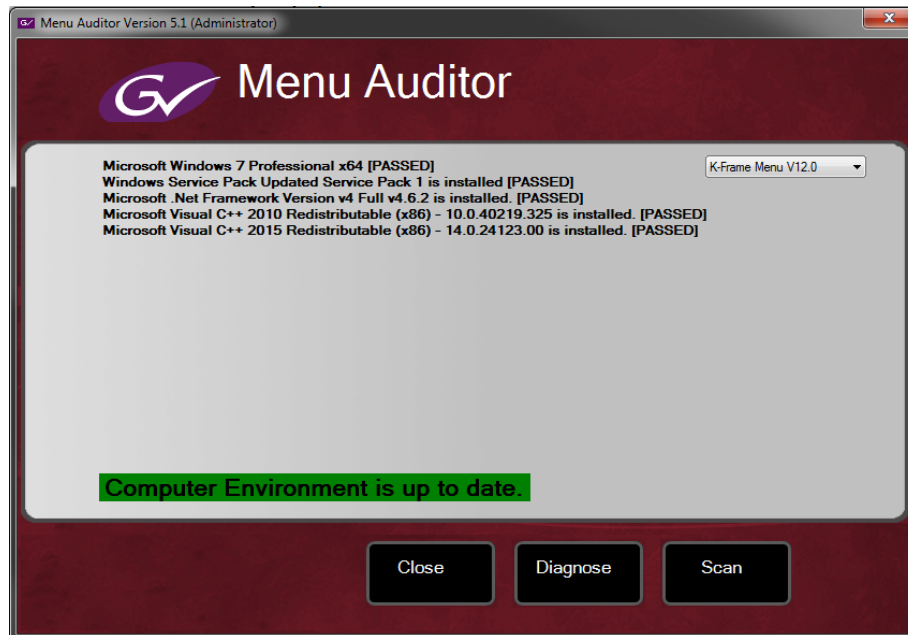 Menu Auditor Version 5.1 (Administrator)
GV Menu Auditor
Microsoft Windows 7 Professional x64 [PASSED]
K-Frame Menu V12.0
Windows Service Pack Updated Service Pack 1 is installed [PASSED]
Microsoft .Net Framework Version v4 Full v4.6.2 is installed. [PASSED]
Microsoft Visual C++ 2010 Redistributable (x86) - 10.0.40219.325 is installed. [PASSED]
Microsoft Visual C++ 2015 Redistributable (x86) - 14.0.24123.00 is installed. [PASSED]
Computer Environment is up to date.
Close
Diagnose
Scan